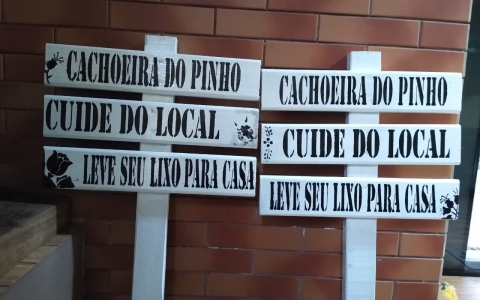 CACHOEIRA DO PINHO
CUIDE DO LOCAL
LEVE SEU LIXO PARA CASA
CACHOEIRA DO PINHO
CUIDE DO LOCAL
LEVE SEU LIXO PARA CASA